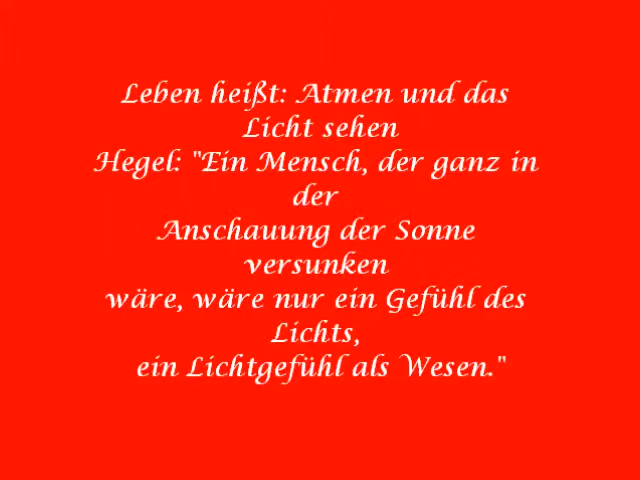 Leben heißt: Atmen und das
Licht sehen
Hegel: "Ein Mensch, der ganz in
der
Anschauung der Sonne
versunken
wäre, wäre nur ein Gefühl des
Lichts,
ein Lichtgefühl als Wesen."